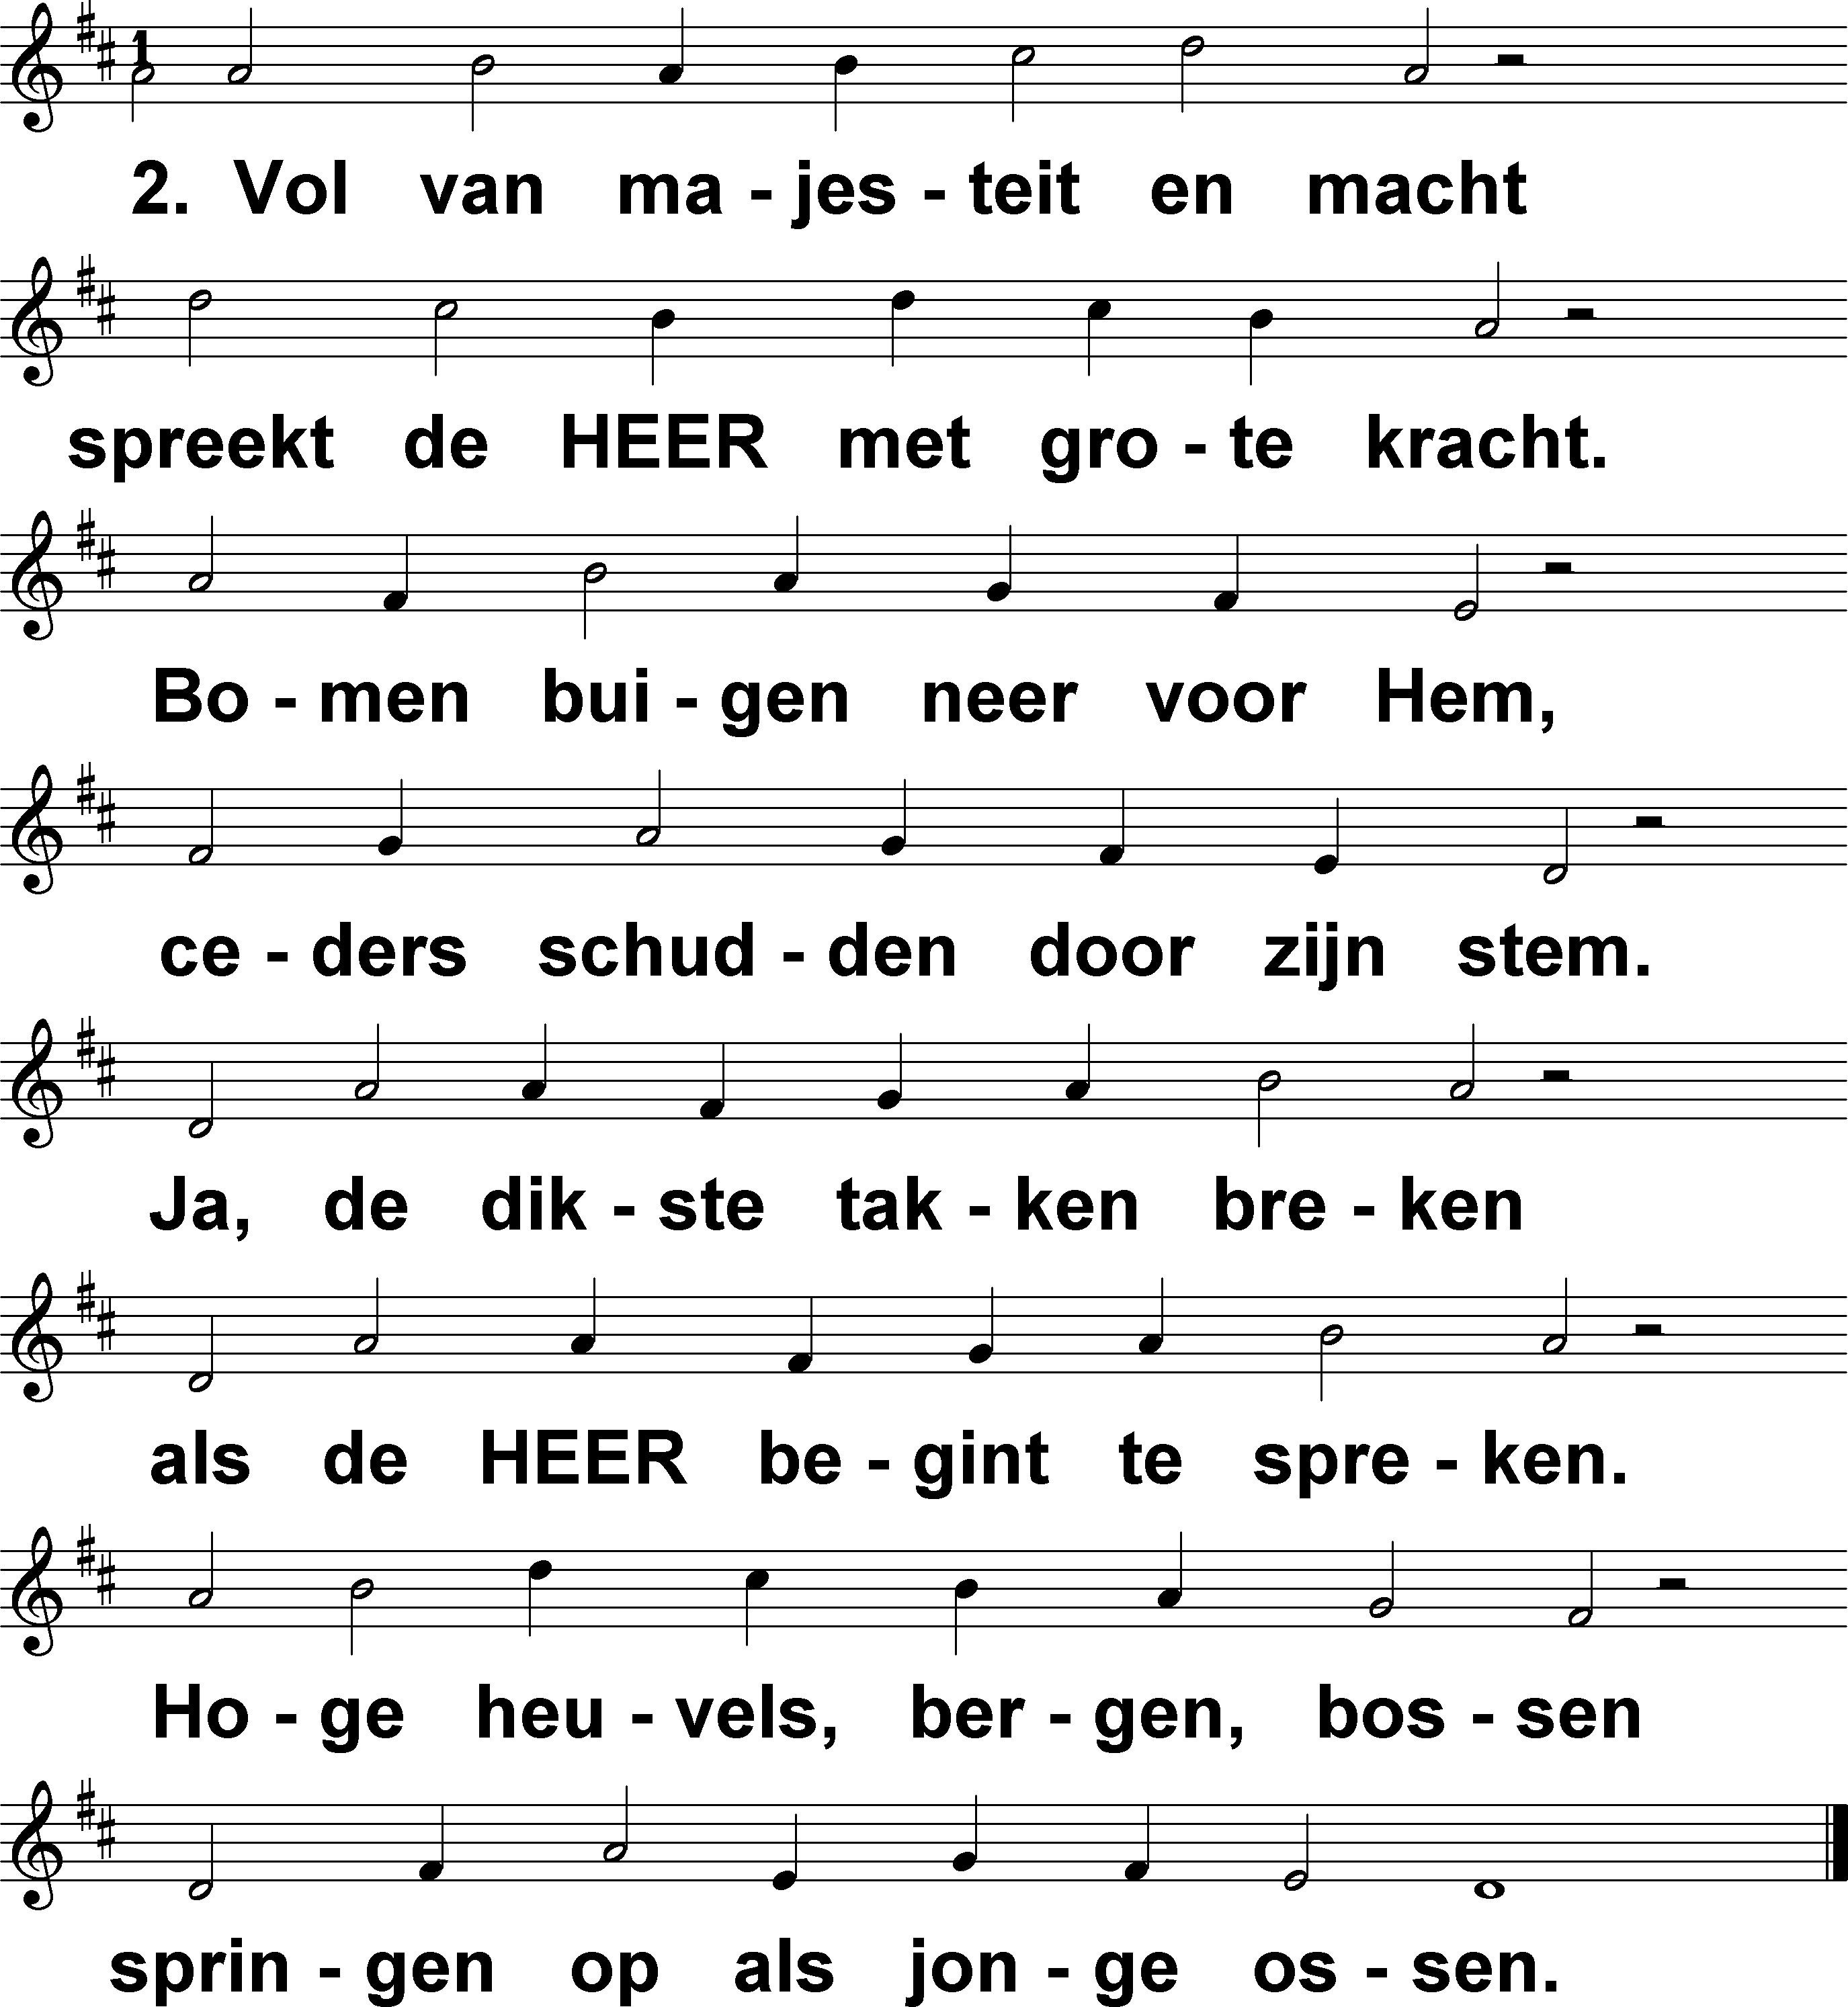 1
2. Vol van ma - jes - teit en macht
spreekt de HEER met gro - te kracht.
Bo - men bui - gen neer voor Hem,
ce - ders schud - den door zijn stem.
Ja, de dik - ste tak - ken bre - ken
als de HEER be - gint te spre - ken.
Ho - ge heu - vels, ber - gen, bos - sen
sprin - gen op als jon - ge os - sen.